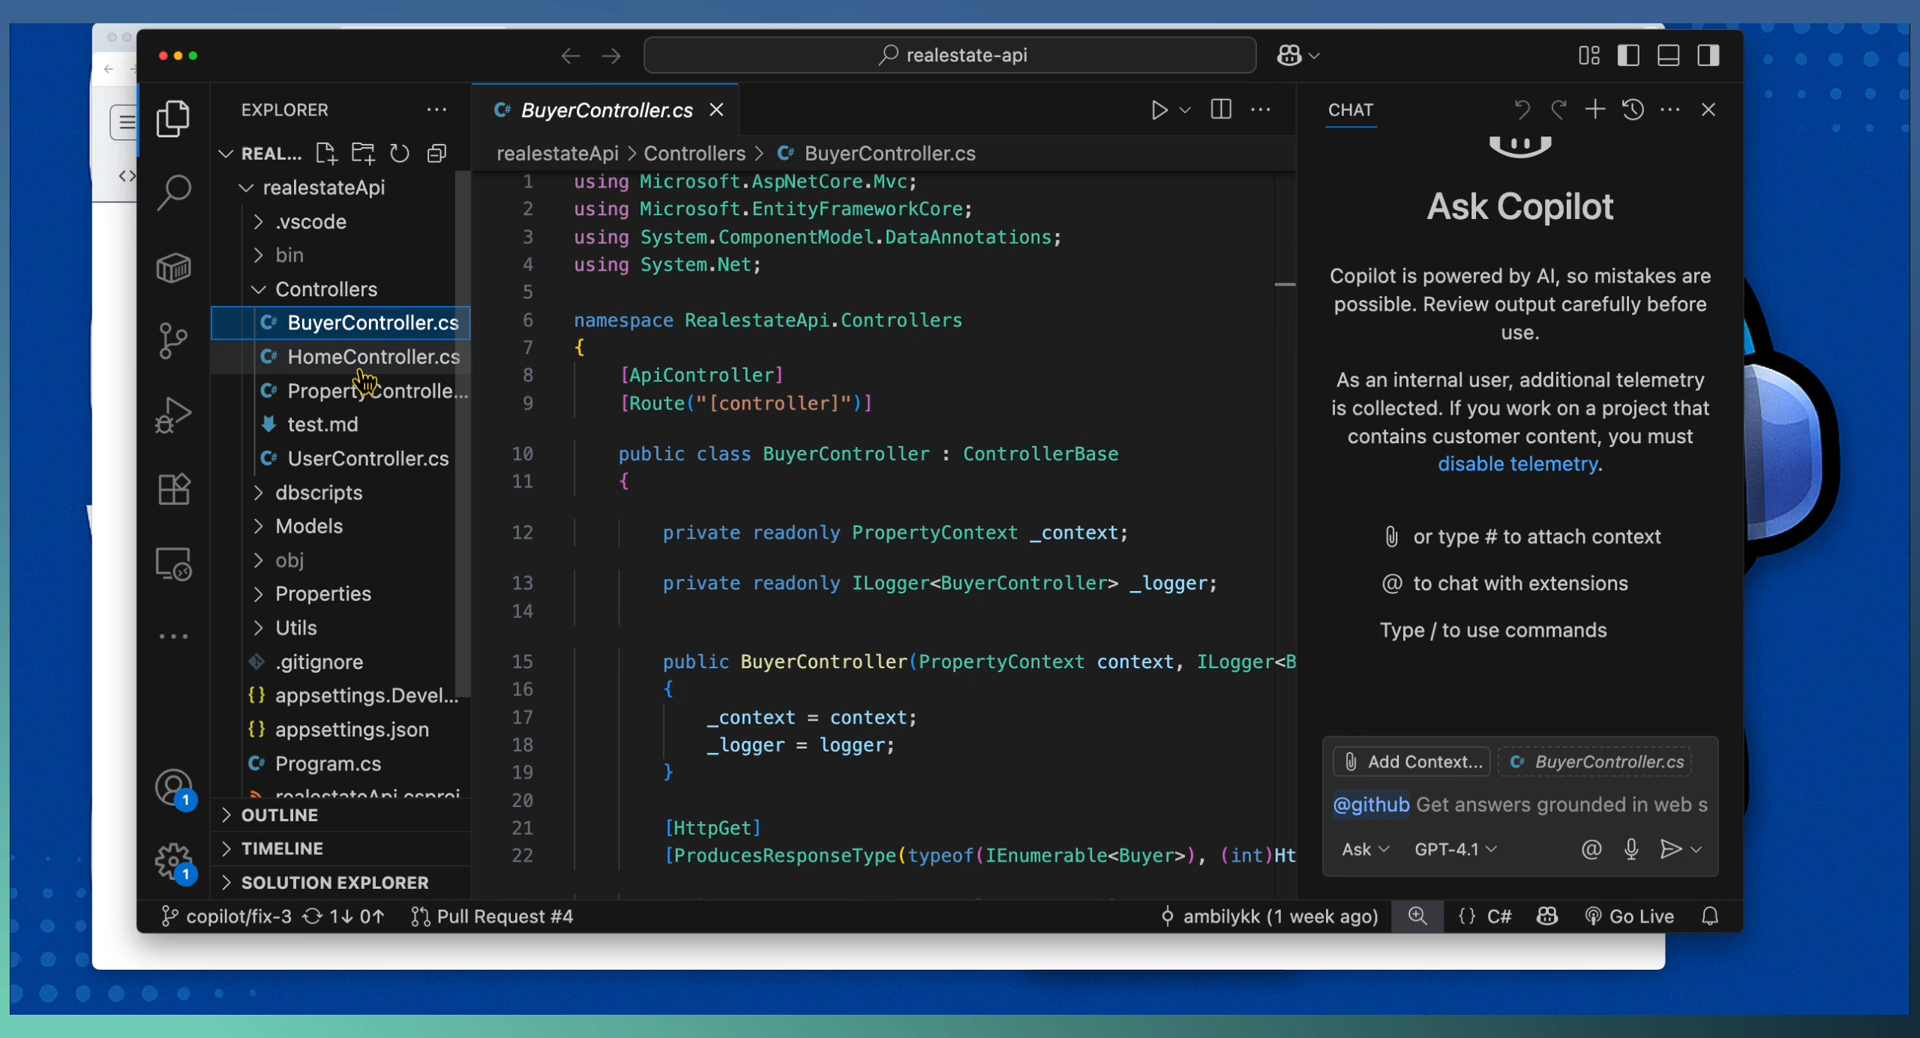 realestate-api
EXPLORER
REAL...
realestateApi
.vscode
bin
Controllers
C# BuyerController.cs
C# HomeController.cs
C# PropertyControlle...
test.md
C# UserController.cs
dbscripts
Models
obj
Properties
Utils
.gitignore
{} appsettings.Devel...
{} appsettings.json
C# Program.cs
realestateApi.csproj
OUTLINE
TIMELINE
SOLUTION EXPLORER
1
1
C# BuyerController.cs
realestateApi > Controllers > C# BuyerController.cs
1 using Microsoft.AspNetCore.Mvc;
2 using Microsoft.EntityFrameworkCore;
3 using System.ComponentModel.DataAnnotations;
4 using System.Net;
5
6 namespace RealestateApi.Controllers
7 {
8 [ApiController]
9 [Route("[controller]")]
10 public class BuyerController : ControllerBase
11 {
12 private readonly PropertyContext _context;
13 private readonly ILogger<BuyerController> _logger;
14
15 public BuyerController(PropertyContext context, ILogger<B
16 {
17 _context = context;
18 _logger = logger;
19 }
20
21 [HttpGet]
22 [ProducesResponseType(typeof(IEnumerable<Buyer>), (int)Ht
CHAT
Ask Copilot
Copilot is powered by AI, so mistakes are
possible. Review output carefully before
use.
As an internal user, additional telemetry
is collected. If you work on a project that
contains customer content, you must
disable telemetry.
or type # to attach context
@ to chat with extensions
Type / to use commands
Add Context... C# BuyerController.cs
@github Get answers grounded in web s
Ask GPT-4.1 @
copilot/fix-3 1↓ 0↑ Pull Request #4 ambilykk (1 week ago) {} C# Go Live